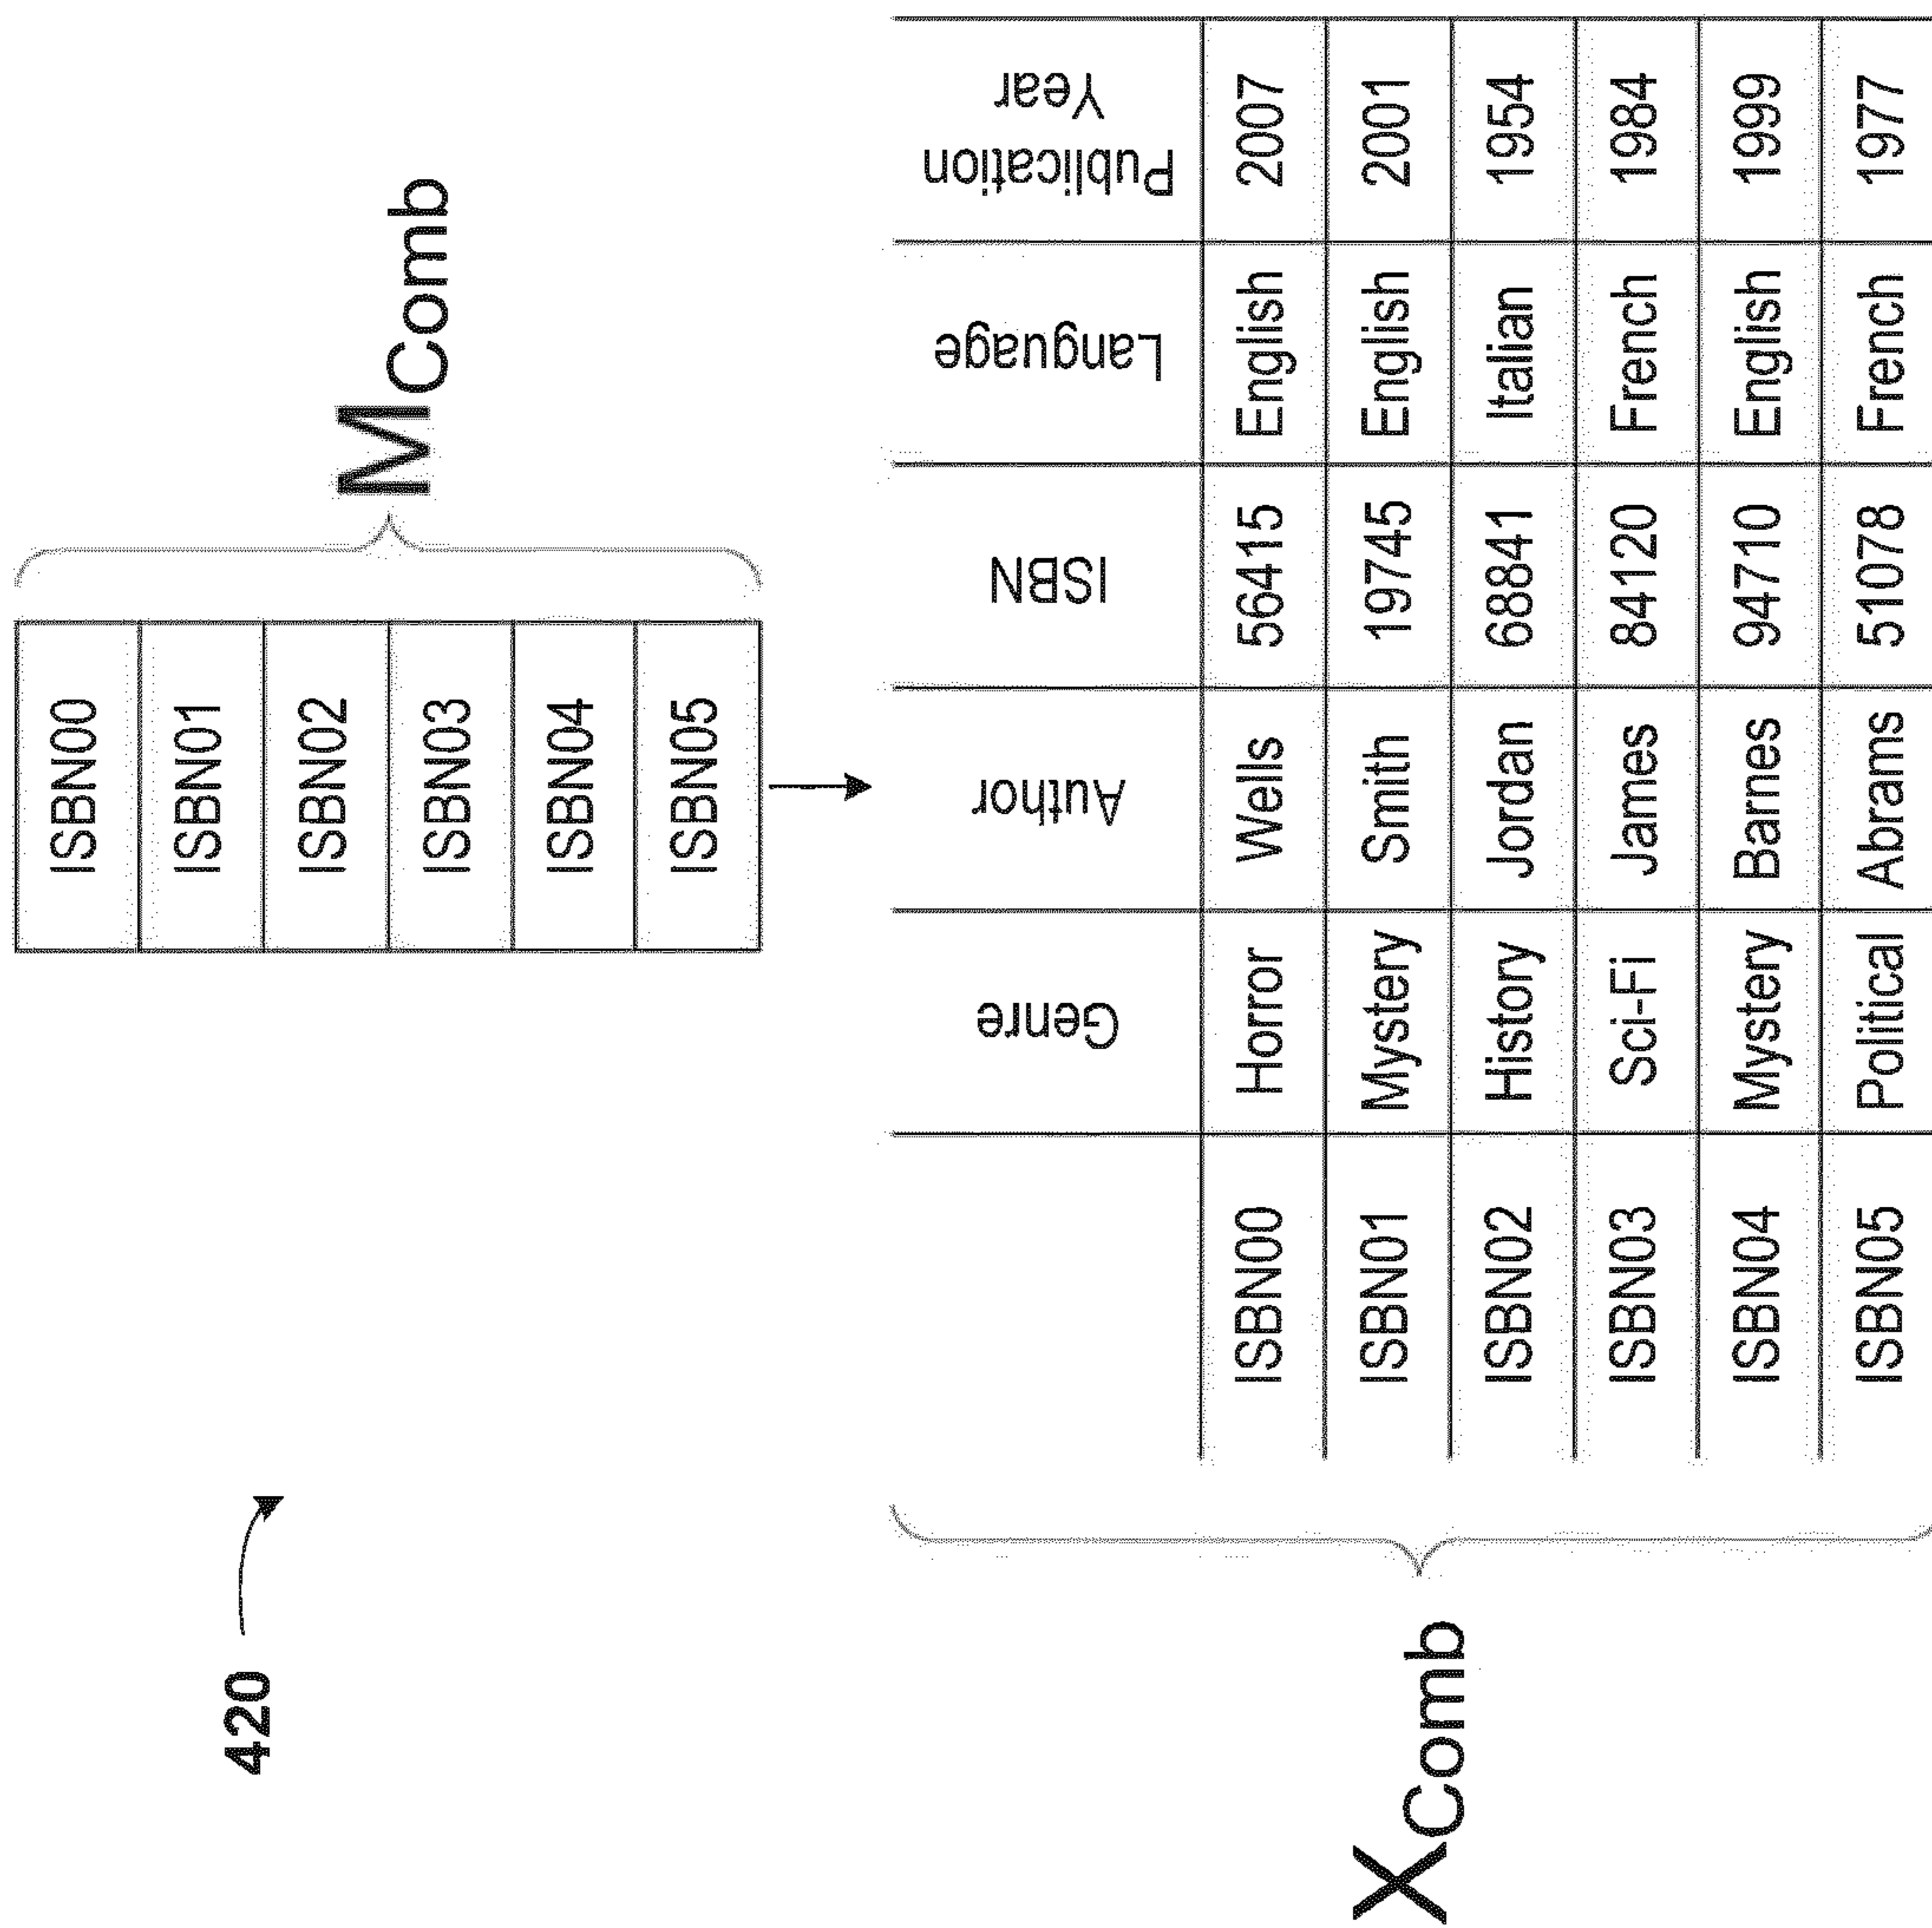 420
ISBN00
ISBN01
ISBN02
ISBN03
ISBN04
ISBN05
MComb
XComb
Genre Author ISBN Language Publication Year
ISBN00 Horror Wells 56415 English 2007
ISBN01 Mystery Smith 19745 English 2001
ISBN02 History Jordan 68841 Italian 1954
ISBN03 Sci-Fi James 84120 French 1984
ISBN04 Mystery Barnes 94710 English 1999
ISBN05 Political Abrams 51078 French 1977